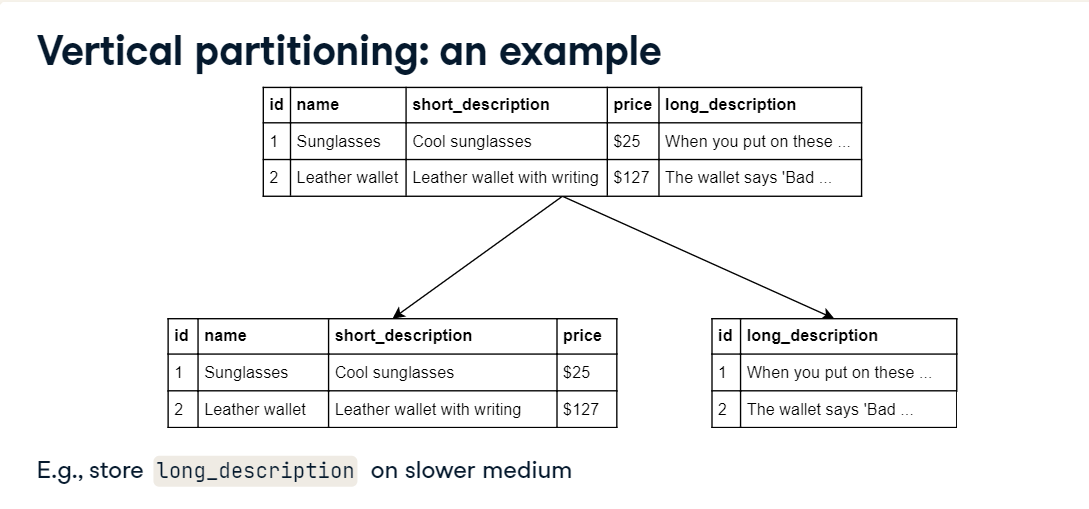 Vertical partitioning: an example
id name short_description price long_description
1 Sunglasses Cool sunglasses $25 When you put on these ...
2 Leather wallet Leather wallet with writing $127 The wallet says 'Bad ...
id name short_description price
1 Sunglasses Cool sunglasses $25
2 Leather wallet Leather wallet with writing $127
id long_description
1 When you put on these ...
2 The wallet says 'Bad ...
E.g., store long_description on slower medium